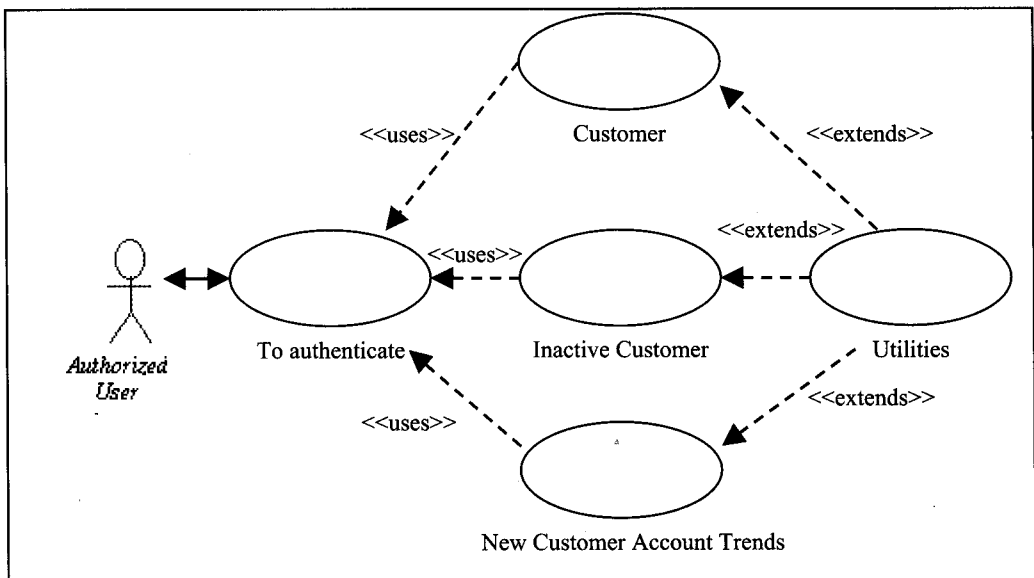 <<uses>>
Customer
<<extends>>
<<uses>>
<<extends>>
To authenticate
Inactive Customer
Utilities
Authorized
User
<<uses>>
<<extends>>
New Customer Account Trends